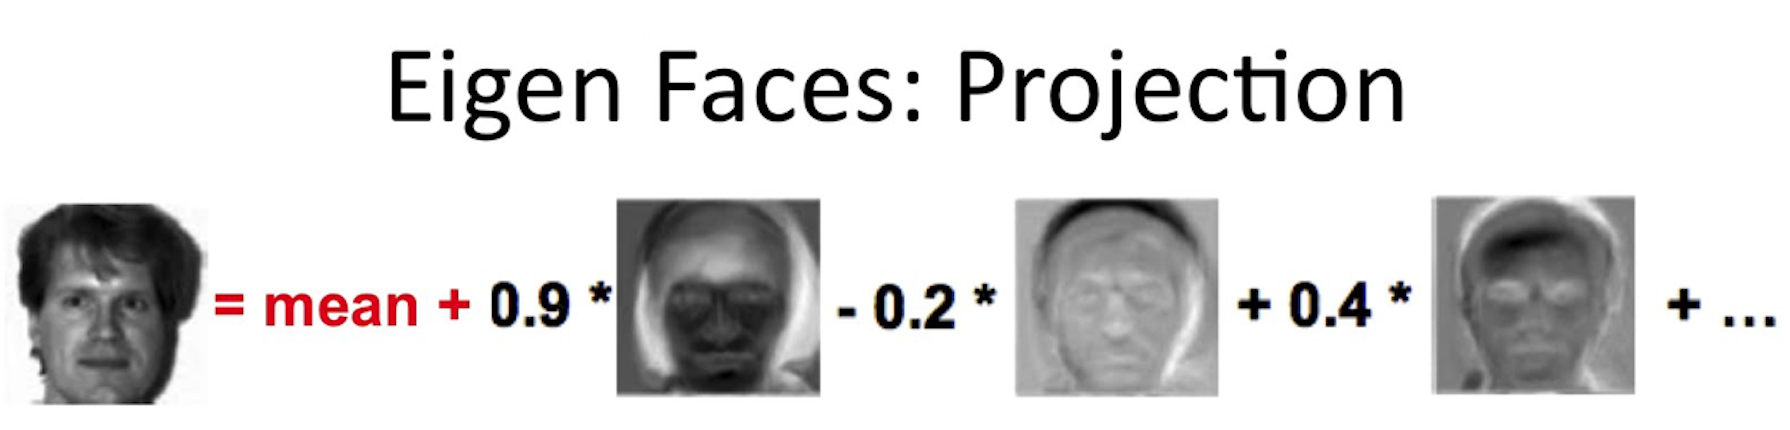 Eigen Faces: Projection
= mean + 0.9 * - 0.2 * + 0.4 * + ...